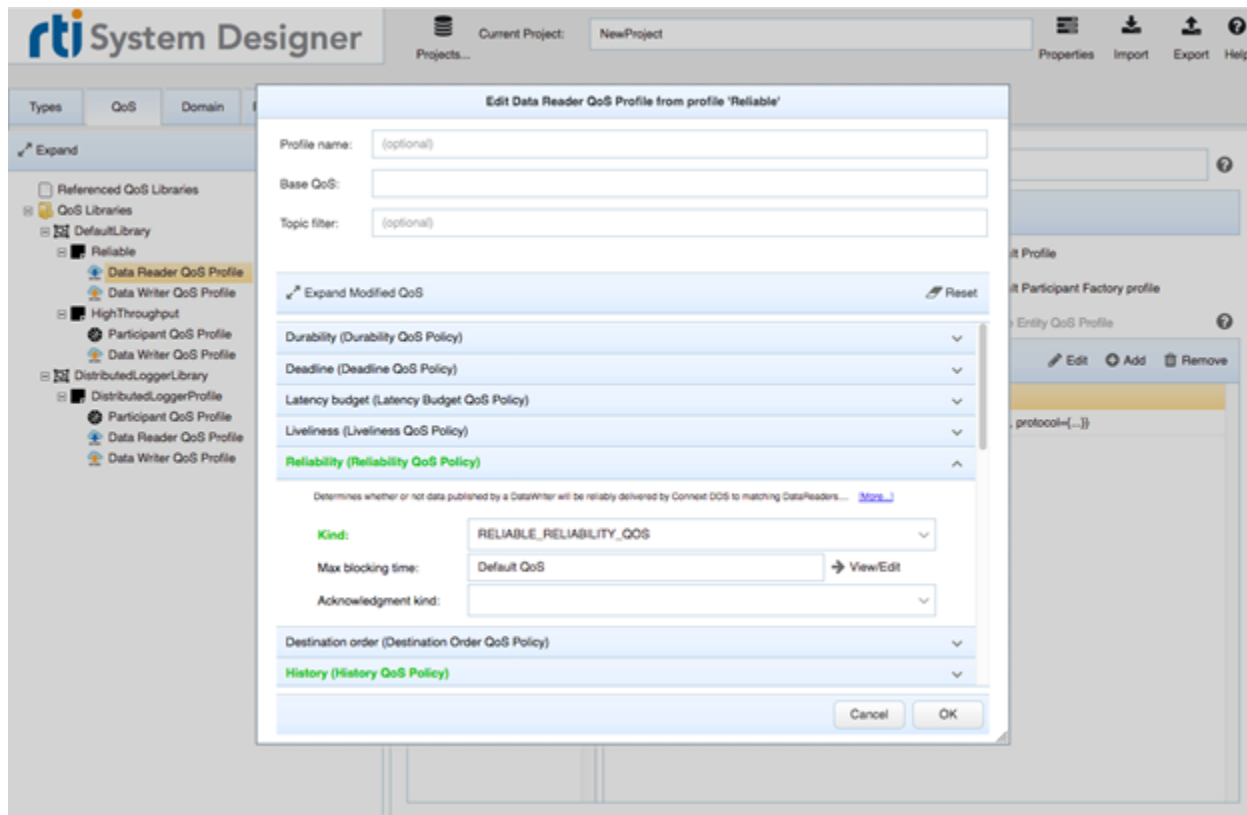 rti System Designer
Projects...
Current Project:
NewProject
Properties
Import
Export
Help
Types
QoS
Domain
Expand
Referenced QoS Libraries
QoS Libraries
DefaultLibrary
Reliable
Data Reader QoS Profile
Data Writer QoS Profile
HighThroughput
Participant QoS Profile
Data Writer QoS Profile
DistributedLoggerLibrary
DistributedLoggerProfile
Participant QoS Profile
Data Reader QoS Profile
Data Writer QoS Profile
Edit Data Reader QoS Profile from profile 'Reliable'
Profile name: (optional)
Base QoS:
Topic filter: (optional)
Expand Modified QoS
Reset
Durability (Durability QoS Policy)
Deadline (Deadline QoS Policy)
Latency budget (Latency Budget QoS Policy)
Liveliness (Liveliness QoS Policy)
Reliability (Reliability QoS Policy)
Determines whether or not data published by a DataWriter will be reliably delivered by Connext DDS to matching DataReaders.... [More...]
Kind: RELIABLE_RELIABILITY_QOS
Max blocking time: Default QoS View/Edit
Acknowledgment kind:
Destination order (Destination Order QoS Policy)
History (History QoS Policy)
Cancel
OK
Profile
Participant Factory profile
Entity QoS Profile
Edit
Add
Remove
, protocol={...}}